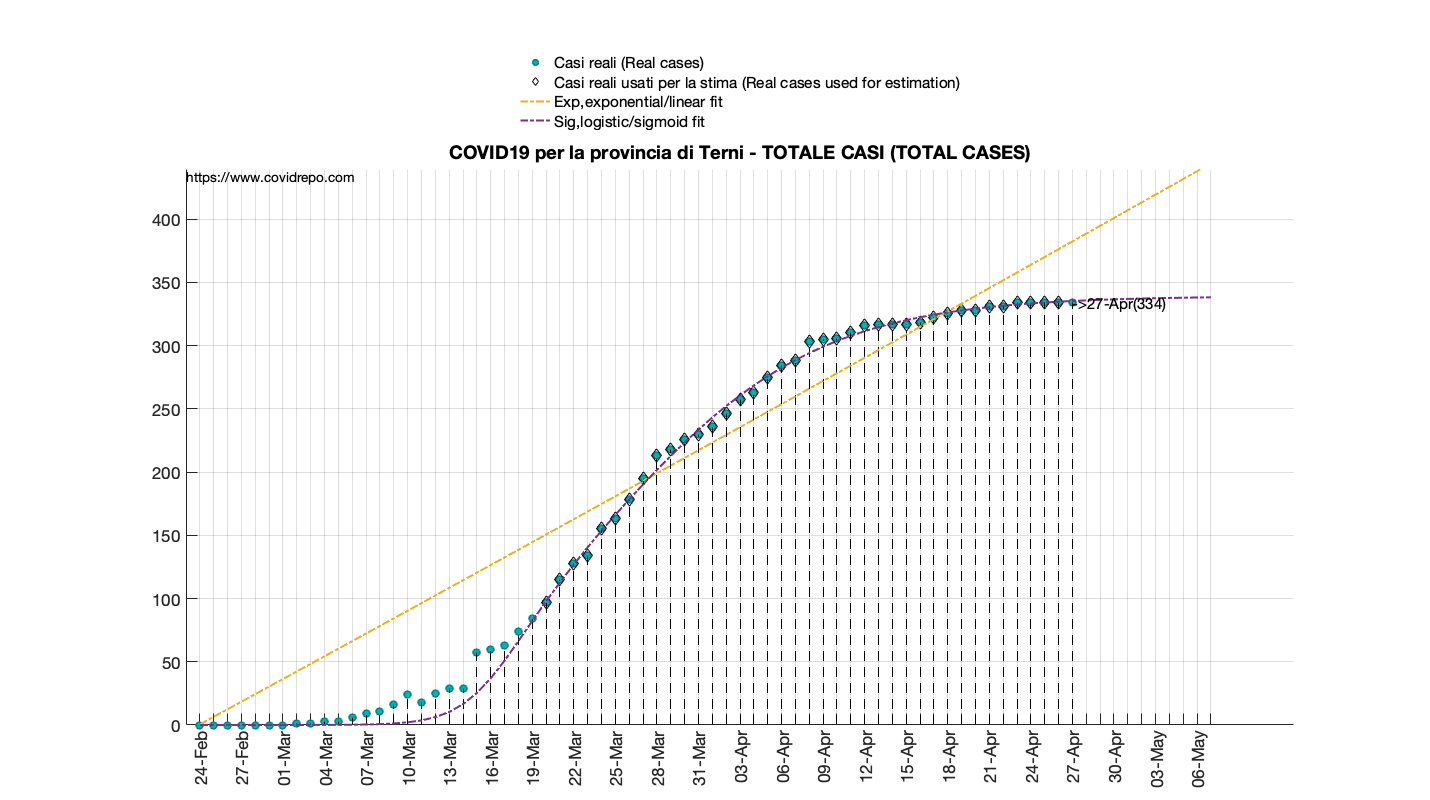 Casi reali (Real cases)
Casi reali usati per la stima (Real cases used for estimation)
Exp,exponential/linear fit
Sig,logistic/sigmoid fit
COVID19 per la provincia di Terni - TOTALE CASI (TOTAL CASES)
https://www.covidrepo.com
400
350
->27-Apr(334)
300
250
200
150
100
50
0
24-Feb
27-Feb
01-Mar
04-Mar
07-Mar
10-Mar
13-Mar
16-Mar
19-Mar
22-Mar
25-Mar
28-Mar
31-Mar
03-Apr
06-Apr
09-Apr
12-Apr
15-Apr
18-Apr
21-Apr
24-Apr
27-Apr
30-Apr
03-May
06-May